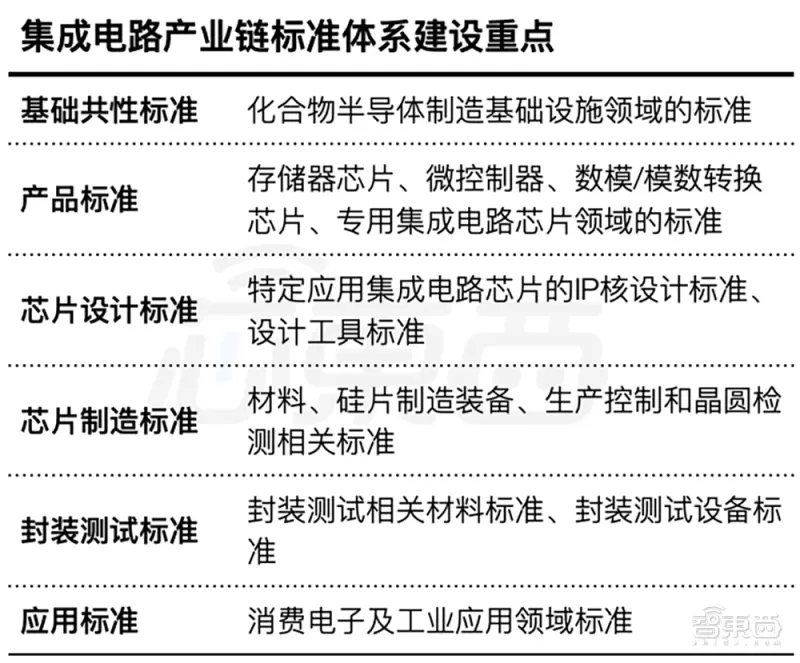 集成电路产业链标准体系建设重点
基础共性标准 化合物半导体制造基础设施领域的标准
产品标准 存储器芯片、微控制器、数模/模数转换
芯片、专用集成电路芯片领域的标准
芯片设计标准 特定应用集成电路芯片的IP核设计标准、
设计工具标准
芯片制造标准 材料、硅片制造装备、生产控制和晶圆检
测相关标准
封装测试标准 封装测试相关材料标准、封装测试设备标
准
应用标准 消费电子及工业应用领域标准
芯東西
智東西